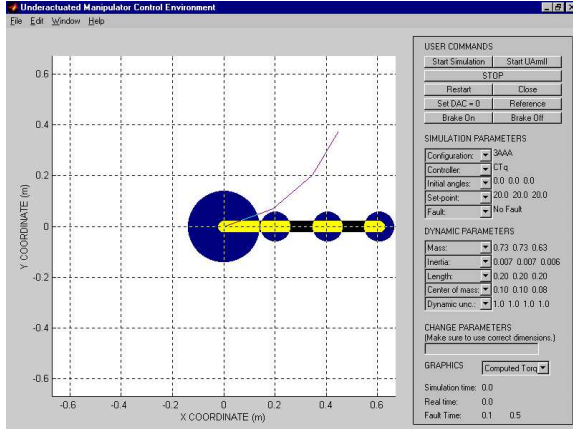 Underactuated Manipulator Control Environment
File Edit Window Help
USER COMMANDS
Start Simulation Start UArmII
STOP
Restart Close
Set DAC = 0 Reference
Brake On Brake Off
SIMULATION PARAMETERS
Configuration: 3AAA
Controller: CTq
Initial angles: 0.0 0.0 0.0
Set-point: 20.0 20.0 20.0
Fault: No Fault
DYNAMIC PARAMETERS
Mass: 0.73 0.73 0.63
Inertia: 0.007 0.007 0.006
Length: 0.20 0.20 0.20
Center of mass: 0.10 0.10 0.08
Dynamic unc.: 1.0 1.0 1.0 1.0
CHANGE PARAMETERS
(Make sure to use correct dimensions.)
GRAPHICS Computed Torq
Simulation time: 0.0
Real time: 0.0
Fault Time: 0.1 0.5
0.6
0.4
0.2
0
-0.2
-0.4
-0.6
Y COORDINATE (m)
-0.6 -0.4 -0.2 0 0.2 0.4 0.6
X COORDINATE (m)